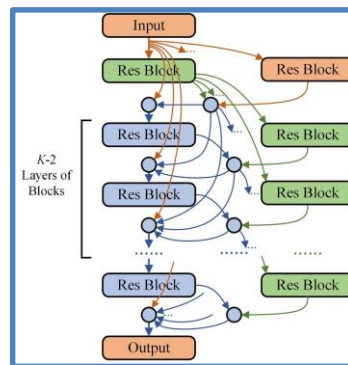 Input
Res Block
Res Block
Res Block
Res Block
K-2
Layers of
Blocks
Res Block
Res Block
......
......
Res Block
Res Block
Output